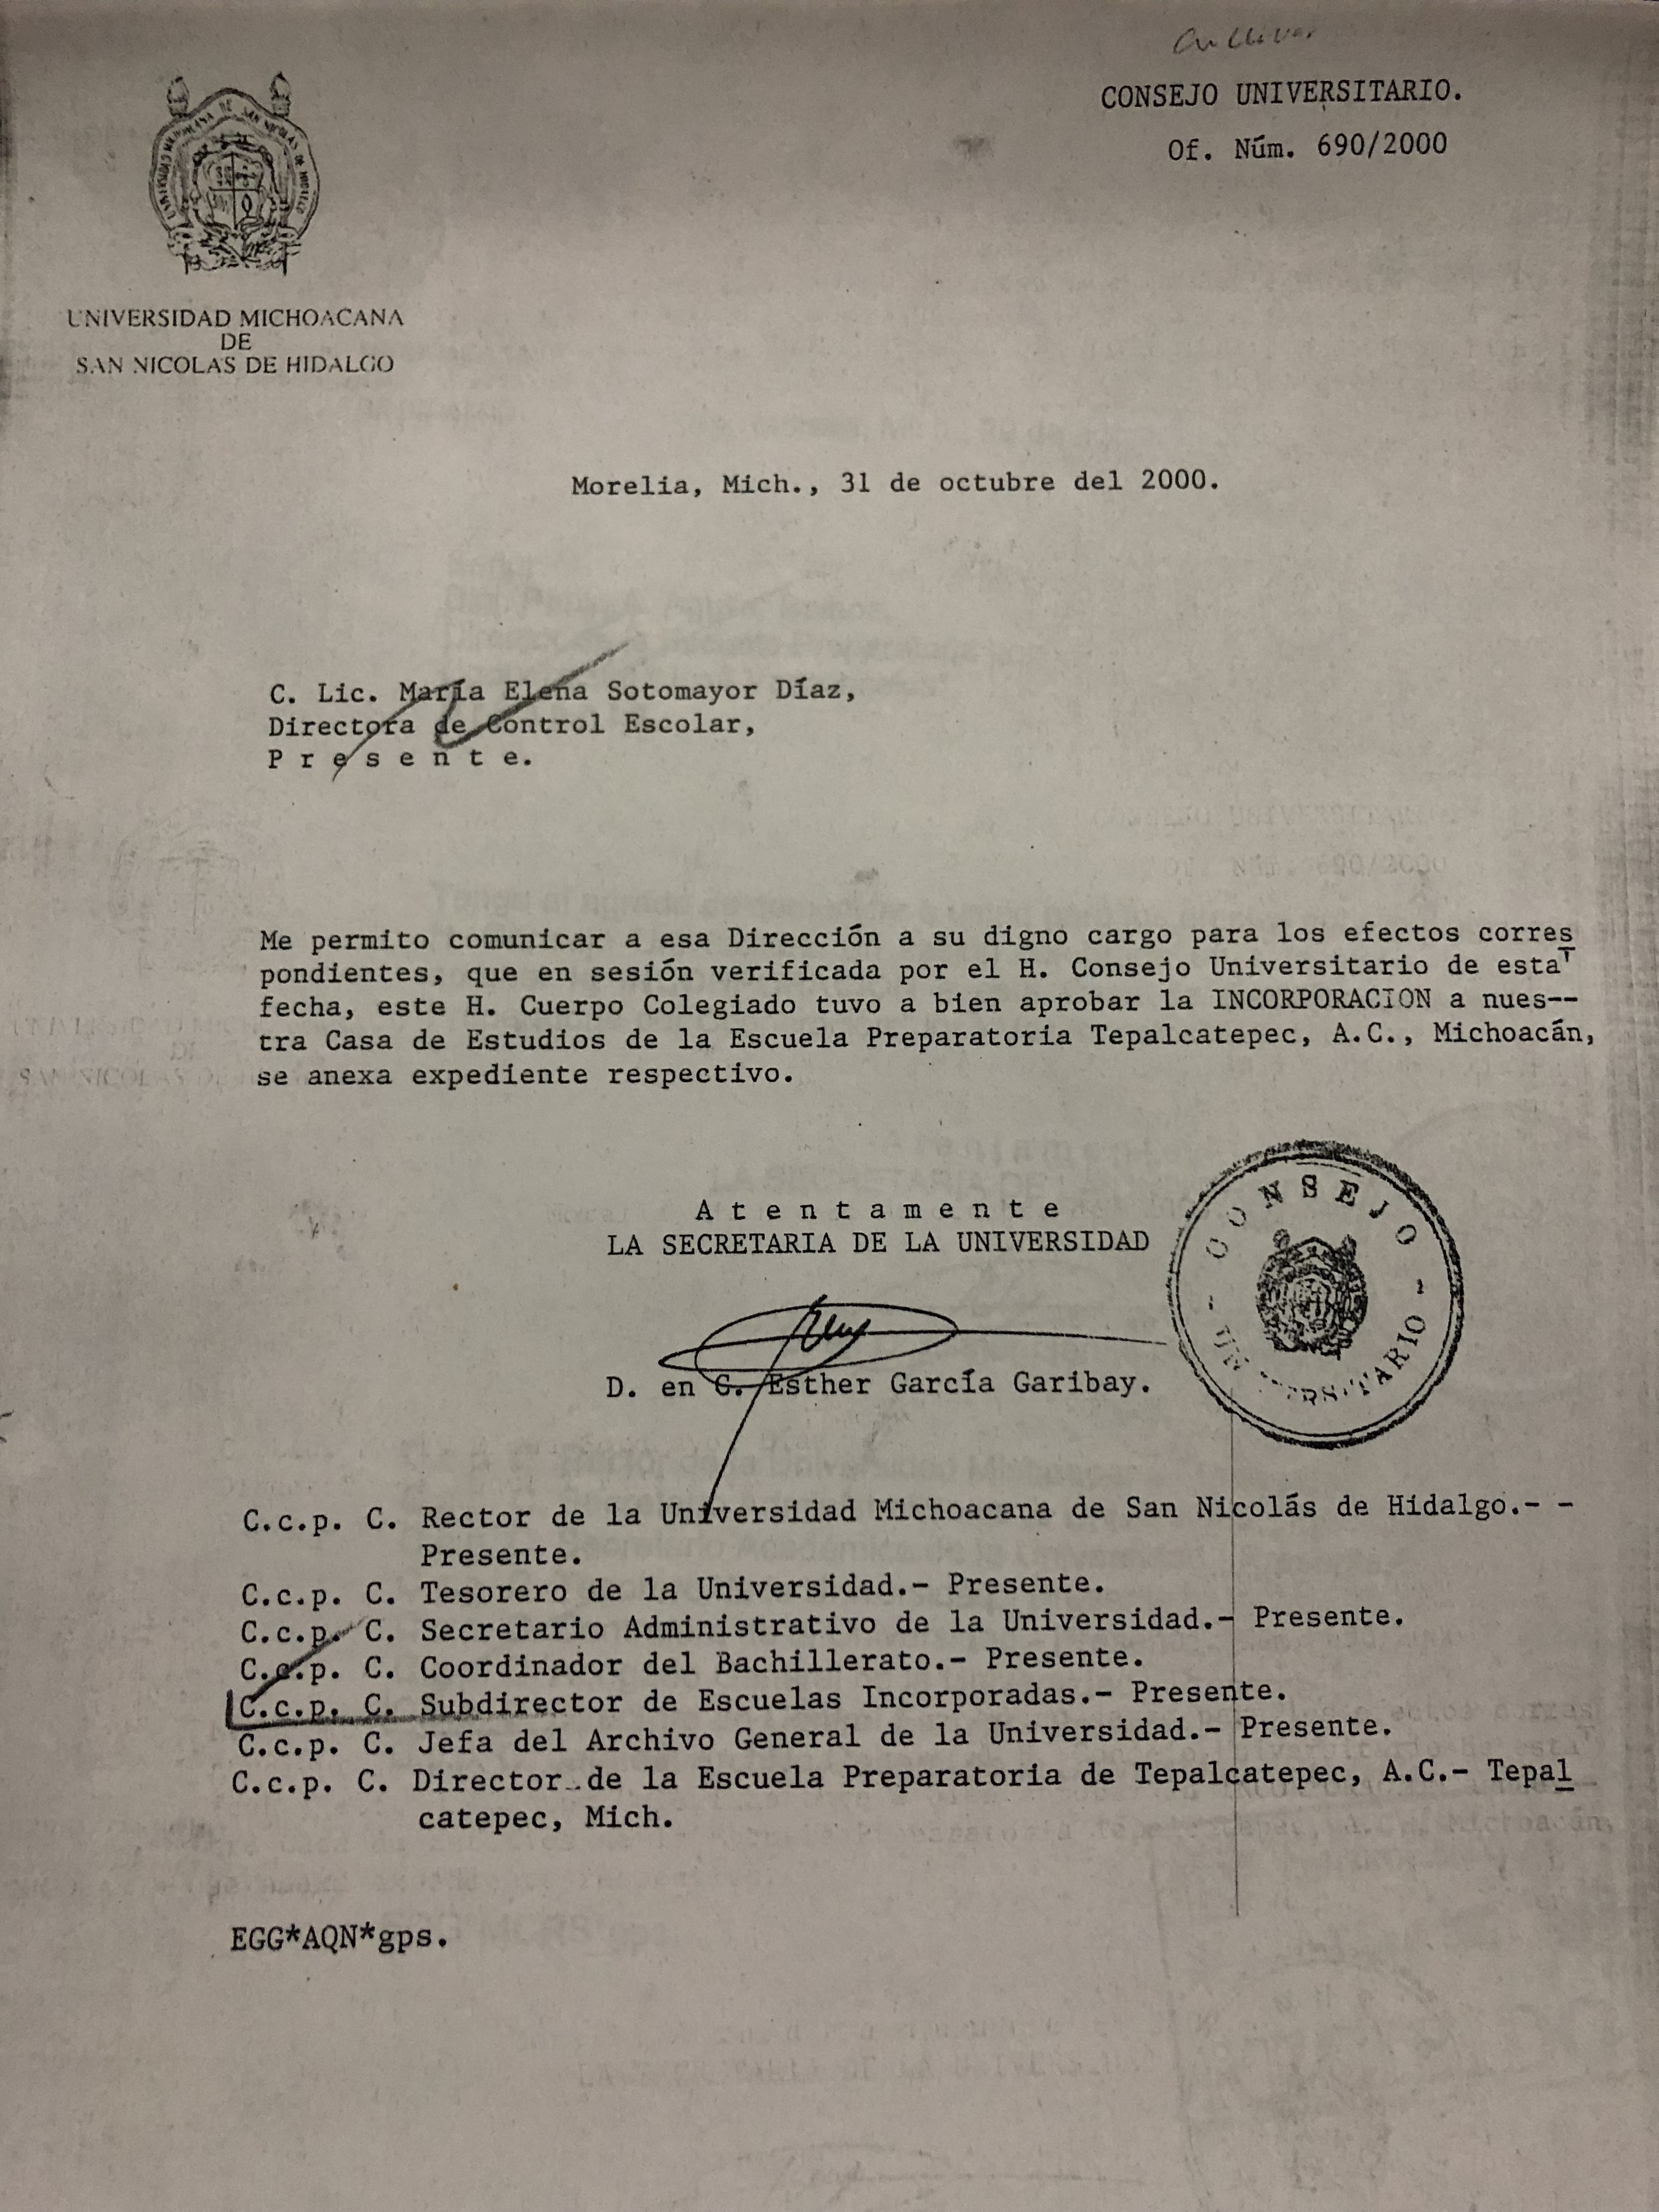 CONSEJO UNIVERSITARIO.
Of. Núm. 690/2000
UNIVERSIDAD MICHOACANA
DE
SAN NICOLAS DE HIDALGO
Morelia, Mich., 31 de octubre del 2000.
C. Lic. María Elena Sotomayor Díaz,
Directora de Control Escolar,
P r e s e n t e.
Me permito comunicar a esa Dirección a su digno cargo para los efectos corres
pondientes, que en sesión verificada por el H. Consejo Universitario de esta
fecha, este H. Cuerpo Colegiado tuvo a bien aprobar la INCORPORACION a nues--
tra Casa de Estudios de la Escuela Preparatoria Tepalcatepec, A.C., Michoacán,
se anexa expediente respectivo.
A t e n t a m e n t e
LA SECRETARIA DE LA UNIVERSIDAD
CONSEJO
D. en C. Esther García Garibay.
C.c.p. C. Rector de la Universidad Michoacana de San Nicolás de Hidalgo.- -
Presente.
C.c.p. C. Tesorero de la Universidad.- Presente.
C.c.p. C. Secretario Administrativo de la Universidad.- Presente.
C.c.p. C. Coordinador del Bachillerato.- Presente.
C.c.p. C. Subdirector de Escuelas Incorporadas.- Presente.
C.c.p. C. Jefa del Archivo General de la Universidad.- Presente.
C.c.p. C. Director de la Escuela Preparatoria de Tepalcatepec, A.C.- Tepal
catepec, Mich.
EGG*AQN*gps.